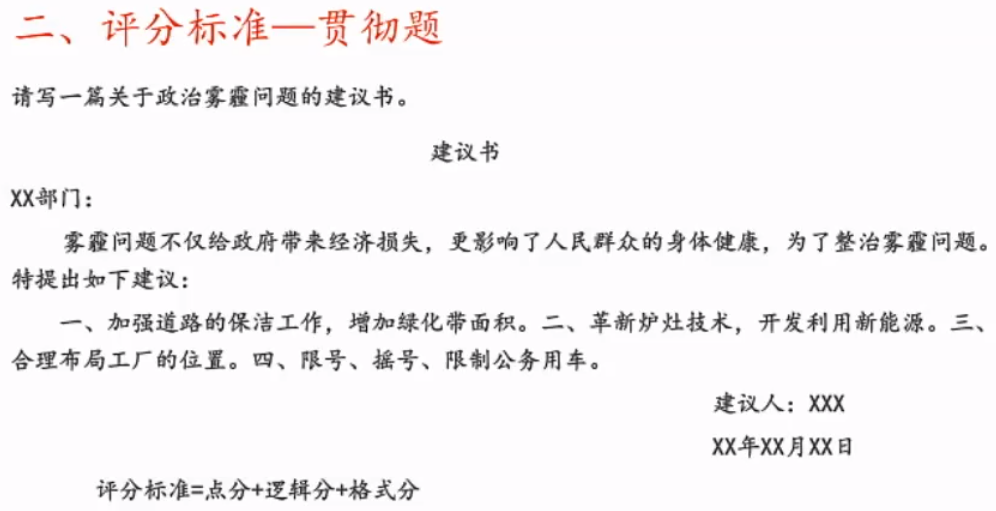 二、评分标准—贯彻题
请写一篇关于政治雾霾问题的建议书。
建议书
XX部门：
雾霾问题不仅给政府带来经济损失，更影响了人民群众的身体健康，为了整治雾霾问题。
特提出如下建议：
一、加强道路的保洁工作，增加绿化带面积。二、革新炉灶技术，开发利用新能源。三、
合理布局工厂的位置。四、限号、摇号、限制公务用车。
建议人：XXX
XX年XX月XX日
评分标准=点分+逻辑分+格式分